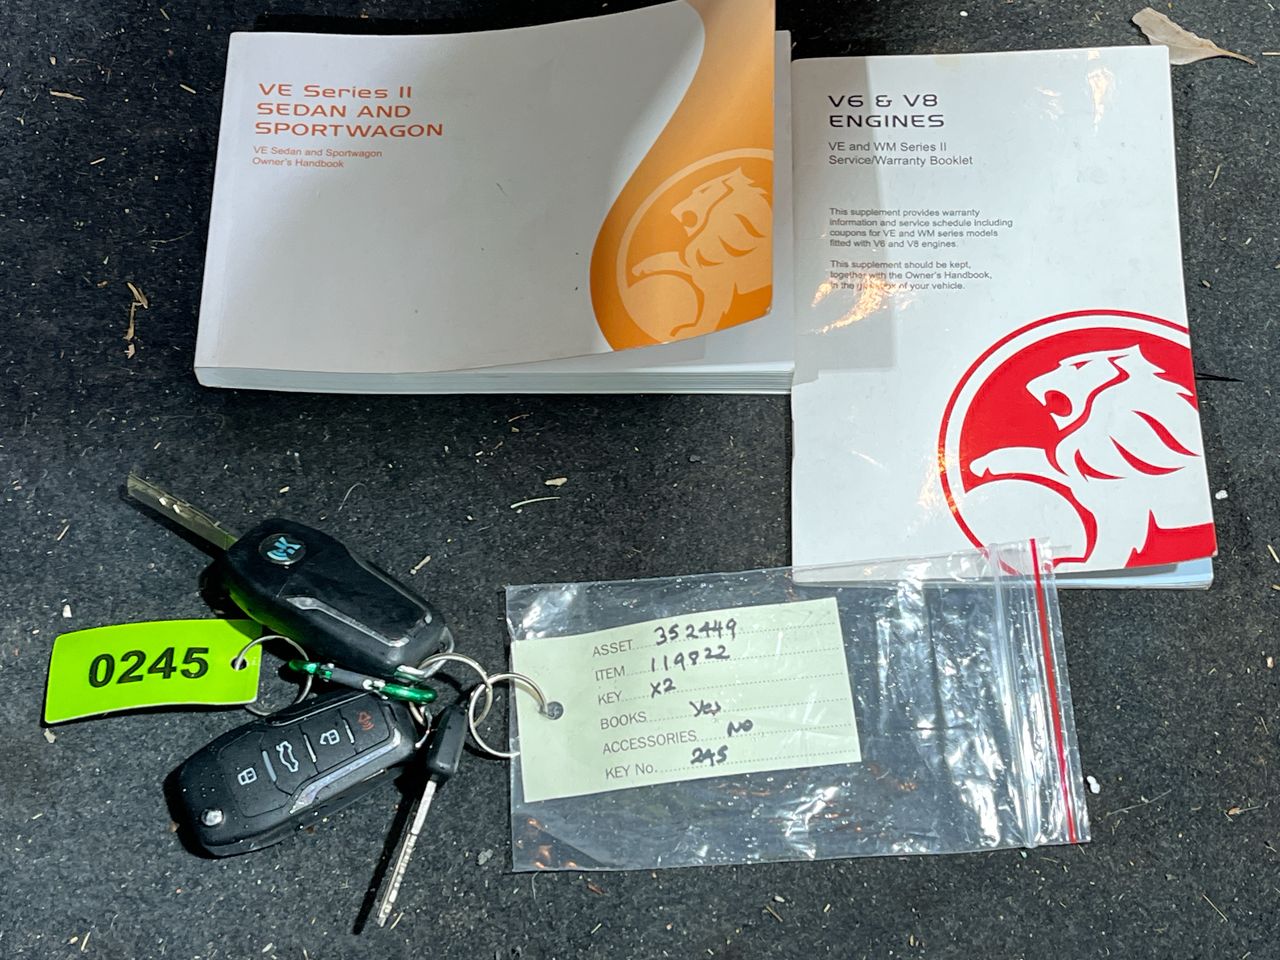 VE Series II
SEDAN AND
SPORTWAGON
VE Sedan and Sportwagon
Owner's Handbook
V6 & V8
ENGINES
VE and WM Series II
Service/Warranty Booklet
This supplement provides warranty
information and service schedule including
coupons for VE and WM series models
fitted with V6 and V8 engines.
This supplement should be kept,
together with the Owner's Handbook,
in the of your vehicle.
0245
ASSET 352449
ITEM 119822
KEY X2
BOOKS Yes
ACCESSORIES No
KEY No. 245